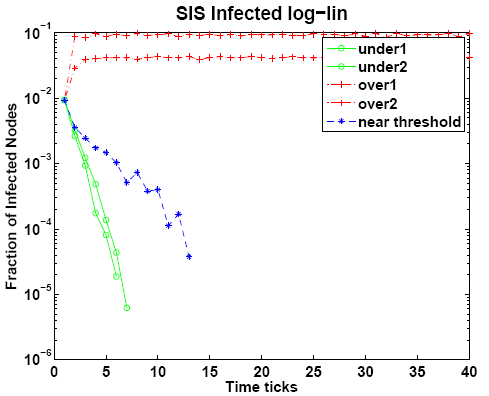 SIS Infected log-lin
Fraction of Infected Nodes
10^-1
10^-2
10^-3
10^-4
10^-5
10^-6
under1
under2
over1
over2
near threshold
0 5 10 15 20 25 30 35 40
Time ticks